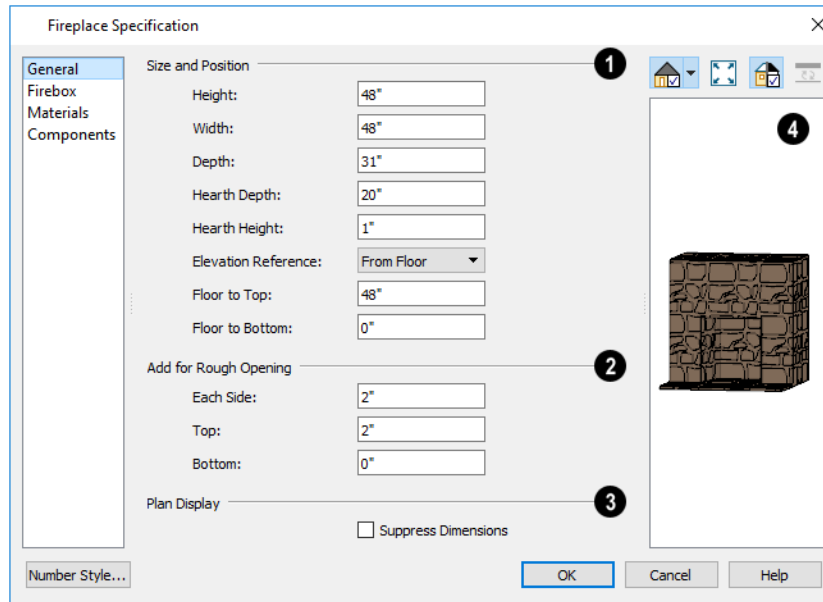 Fireplace Specification
General
Firebox
Materials
Components
Size and Position 1
Height: 48"
Width: 48"
Depth: 31"
Hearth Depth: 20"
Hearth Height: 1"
Elevation Reference: From Floor
Floor to Top: 48"
Floor to Bottom: 0"
Add for Rough Opening 2
Each Side: 2"
Top: 2"
Bottom: 0"
Plan Display 3
Suppress Dimensions
4
Number Style... OK Cancel Help